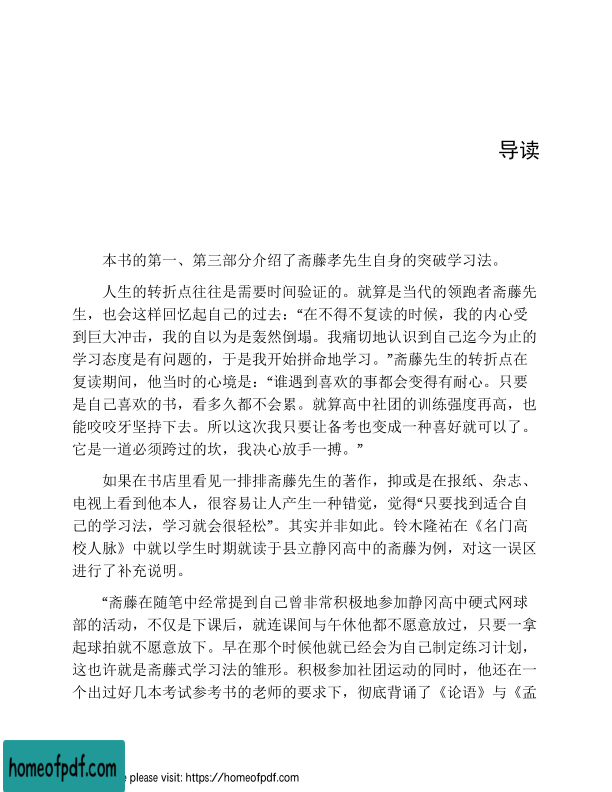 导读
本书的第一、第三部分介绍了斋藤孝先生自身的突破学习法。
人生的转折点往往是需要时间验证的。就算是当代的领跑者斋藤先
生，也会这样回忆起自己的过去：“在不得不复读的时候，我的内心受
到巨大冲击，我的自以为是轰然倒塌。我痛切地认识到自己迄今为止的
学习态度是有问题的，于是我开始拼命地学习。”斋藤先生的转折点在
复读期间，他当时的心境是：“谁遇到喜欢的事都会变得有耐心。只要
是自己喜欢的书，看多久都不会累。就算高中社团的训练强度再高，也
能咬咬牙坚持下去。所以这次我只要让备考也变成一种喜好就可以了。
它是一道必须跨过的坎，我决心放手一搏。”
如果在书店里看见一排排斋藤先生的著作，抑或是在报纸、杂志、
电视上看到他本人，很容易让人产生一种错觉，觉得“只要找到适合自
己的学习法，学习就会很轻松”。其实并非如此。铃木隆祐在《名门高
校人脉》中就以学生时期就读于县立静冈高中的斋藤为例，对这一误区
进行了补充说明。
“斋藤在随笔中经常提到自己曾非常积极地参加静冈高中硬式网球
部的活动，不仅是下课后，就连课间与午休他都不愿意放过，只要一拿
起球拍就不愿意放下。早在那个时候他就已经会为自己制定练习计划，
这也许就是斋藤式学习法的雏形。积极参加社团运动的同时，他还在一
个出过好几本考试参考书的老师的要求下，彻底背诵了《论语》与《孟
homeofpdf.com
e please visit: https://homeofpdf.com